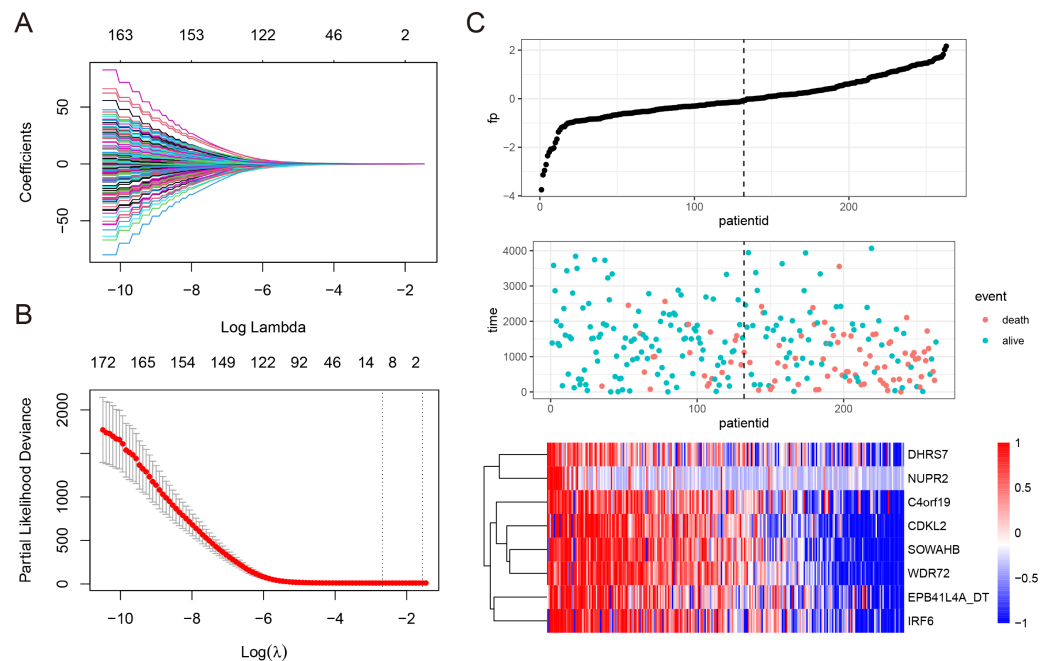 A
163 153 122 46 2
50
0
−50
Coefficients
−10 −8 −6 −4 −2
Log Lambda
B
172 165 154 149 122 92 46 14 8 2
2000
1500
1000
500
0
Partial Likelihood Deviance
−10 −8 −6 −4 −2
Log(λ)
C
2
0
−2
−4
fp
0 100 200
patientid
4000
3000
2000
1000
0
time
0 100 200
patientid
event
death
alive
DHRS7
NUPR2
C4orf19
CDKL2
SOWAHB
WDR72
EPB41L4A_DT
IRF6
1
0.5
0
−0.5
−1